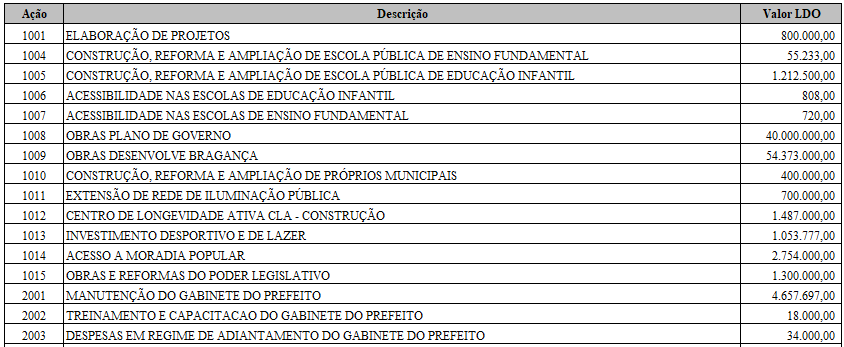 Ação Descrição Valor LDO
1001 ELABORAÇÃO DE PROJETOS 800.000,00
1004 CONSTRUÇÃO, REFORMA E AMPLIAÇÃO DE ESCOLA PÚBLICA DE ENSINO FUNDAMENTAL 55.233,00
1005 CONSTRUÇÃO, REFORMA E AMPLIAÇÃO DE ESCOLA PÚBLICA DE EDUCAÇÃO INFANTIL 1.212.500,00
1006 ACESSIBILIDADE NAS ESCOLAS DE EDUCAÇÃO INFANTIL 808,00
1007 ACESSIBILIDADE NAS ESCOLAS DE ENSINO FUNDAMENTAL 720,00
1008 OBRAS PLANO DE GOVERNO 40.000.000,00
1009 OBRAS DESENVOLVE BRAGANÇA 54.373.000,00
1010 CONSTRUÇÃO, REFORMA E AMPLIAÇÃO DE PRÓPRIOS MUNICIPAIS 400.000,00
1011 EXTENSÃO DE REDE DE ILUMINAÇÃO PÚBLICA 700.000,00
1012 CENTRO DE LONGEVIDADE ATIVA CLA - CONSTRUÇÃO 1.487.000,00
1013 INVESTIMENTO DESPORTIVO E DE LAZER 1.053.777,00
1014 ACESSO A MORADIA POPULAR 2.754.000,00
1015 OBRAS E REFORMAS DO PODER LEGISLATIVO 1.300.000,00
2001 MANUTENÇÃO DO GABINETE DO PREFEITO 4.657.697,00
2002 TREINAMENTO E CAPACITACAO DO GABINETE DO PREFEITO 18.000,00
2003 DESPESAS EM REGIME DE ADIANTAMENTO DO GABINETE DO PREFEITO 34.000,00